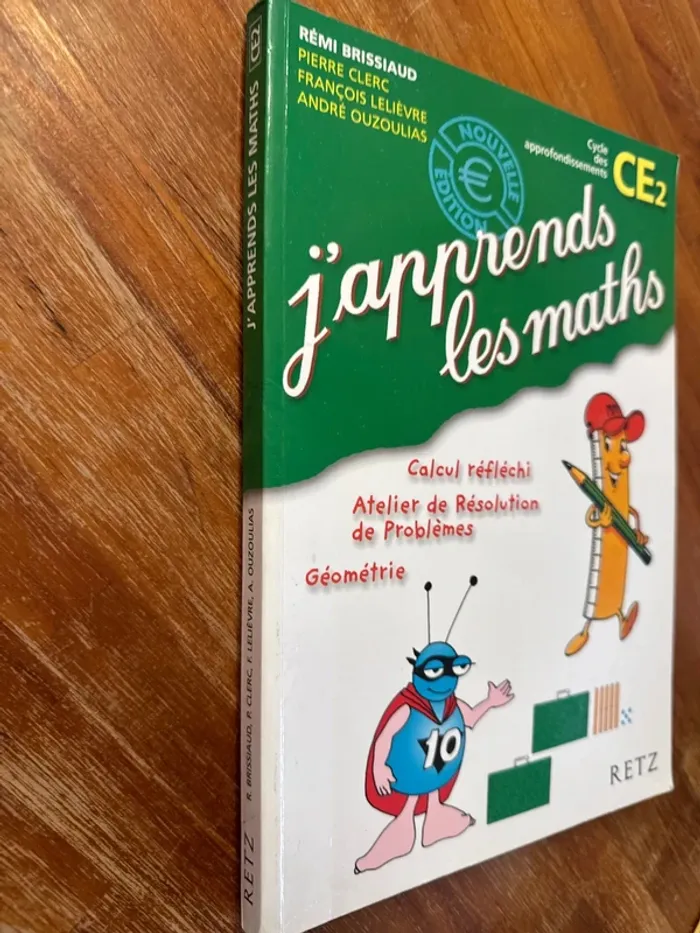 RÉMI BRISSIAUD
PIERRE CLERC
FRANÇOIS LELIÈVRE
ANDRÉ OUZOULIAS
NOUVELLE
€
ÉDITION
Cycle
des
approfondissements
CE2
j'apprends
les maths
Calcul réfléchi
Atelier de Résolution
de Problèmes
Géométrie
10
RETZ
J'APPRENDS LES MATHS CE2
R. BRISSIAUD, P. CLERC, F. LELIÈVRE, A. OUZOULIAS
RETZ